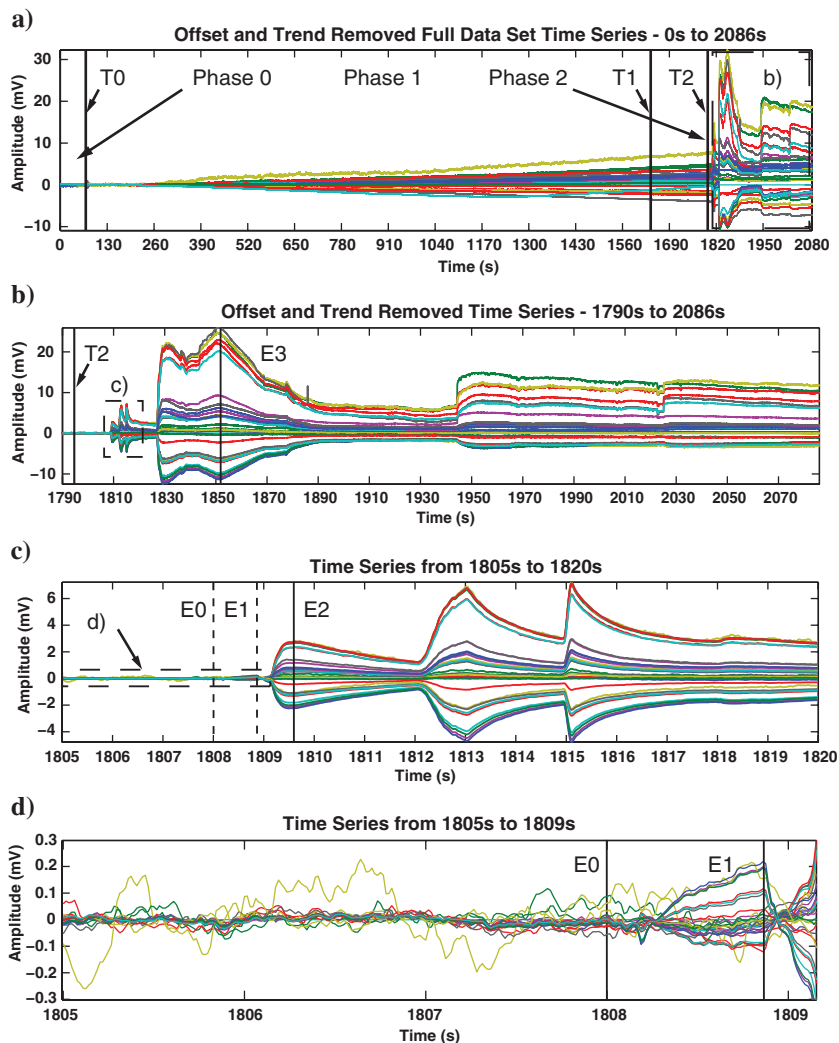 a)
Offset and Trend Removed Full Data Set Time Series - 0s to 2086s
30
20
10
0
−10
Amplitude (mV)
T0
Phase 0
Phase 1
Phase 2
T1
T2
b)
0 130 260 390 520 650 780 910 1040 1170 1300 1430 1560 1690 1820 1950 2080
Time (s)
b)
Offset and Trend Removed Time Series - 1790s to 2086s
20
10
0
−10
Amplitude (mV)
T2
c)
E3
1790 1810 1830 1850 1870 1890 1910 1930 1950 1970 1990 2010 2030 2050 2070
Time (s)
c)
Time Series from 1805s to 1820s
6
4
2
0
−2
−4
Amplitude (mV)
d)
E0
E1
E2
1805 1806 1807 1808 1809 1810 1811 1812 1813 1814 1815 1816 1817 1818 1819 1820
Time (s)
d)
Time Series from 1805s to 1809s
0.3
0.2
0.1
0
−0.1
−0.2
−0.3
Amplitude (mV)
E0
E1
1805 1806 1807 1808 1809
Time (s)